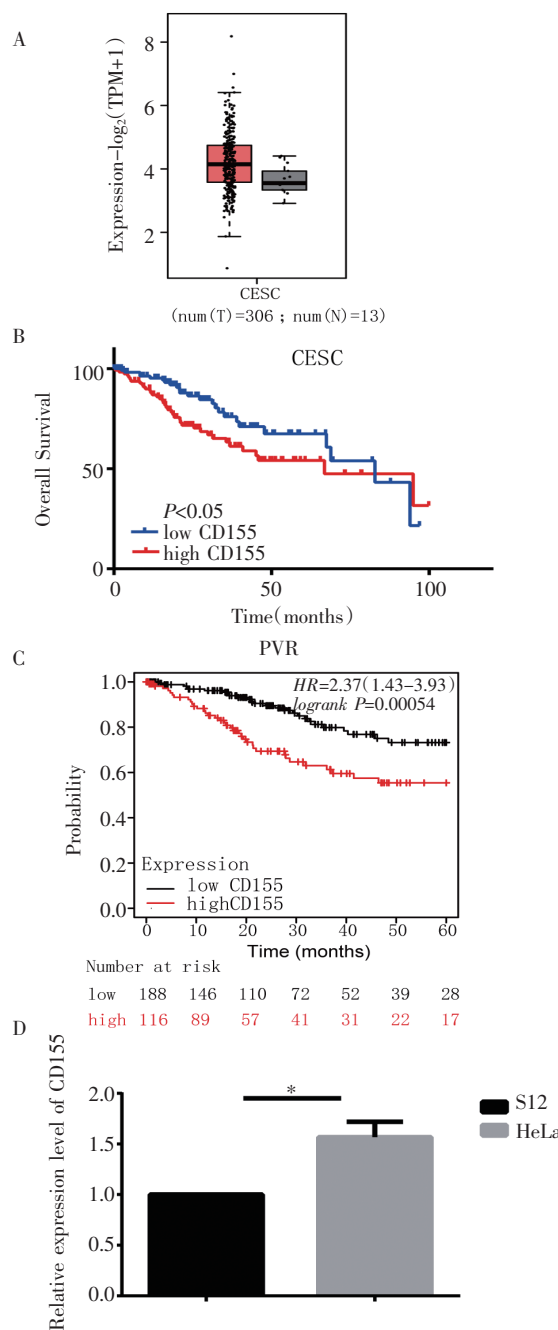 A
Expression-log₂(TPM+1)
8
6
4
2
CESC
(num(T)=306 ; num(N)=13)
B
CESC
Overall Survival
100
50
0
P<0.05
low CD155
high CD155
0 50 100
Time(months)
C
PVR
Probability
1.0
0.8
0.6
0.4
0.2
0.0
HR=2.37(1.43-3.93)
logrank P=0.00054
Expression
low CD155
highCD155
0 10 20 30 40 50 60
Time (months)
Number at risk
low 188 146 110 72 52 39 28
high 116 89 57 41 31 22 17
D
Relative expression level of CD155
2.0
1.5
1.0
0.5
0.0
*
S12
HeLa